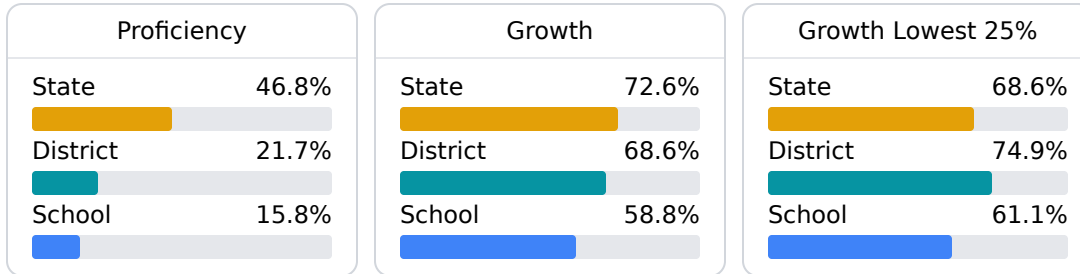 Proficiency
State 46.8%
District 21.7%
School 15.8%
Growth
State 72.6%
District 68.6%
School 58.8%
Growth Lowest 25%
State 68.6%
District 74.9%
School 61.1%